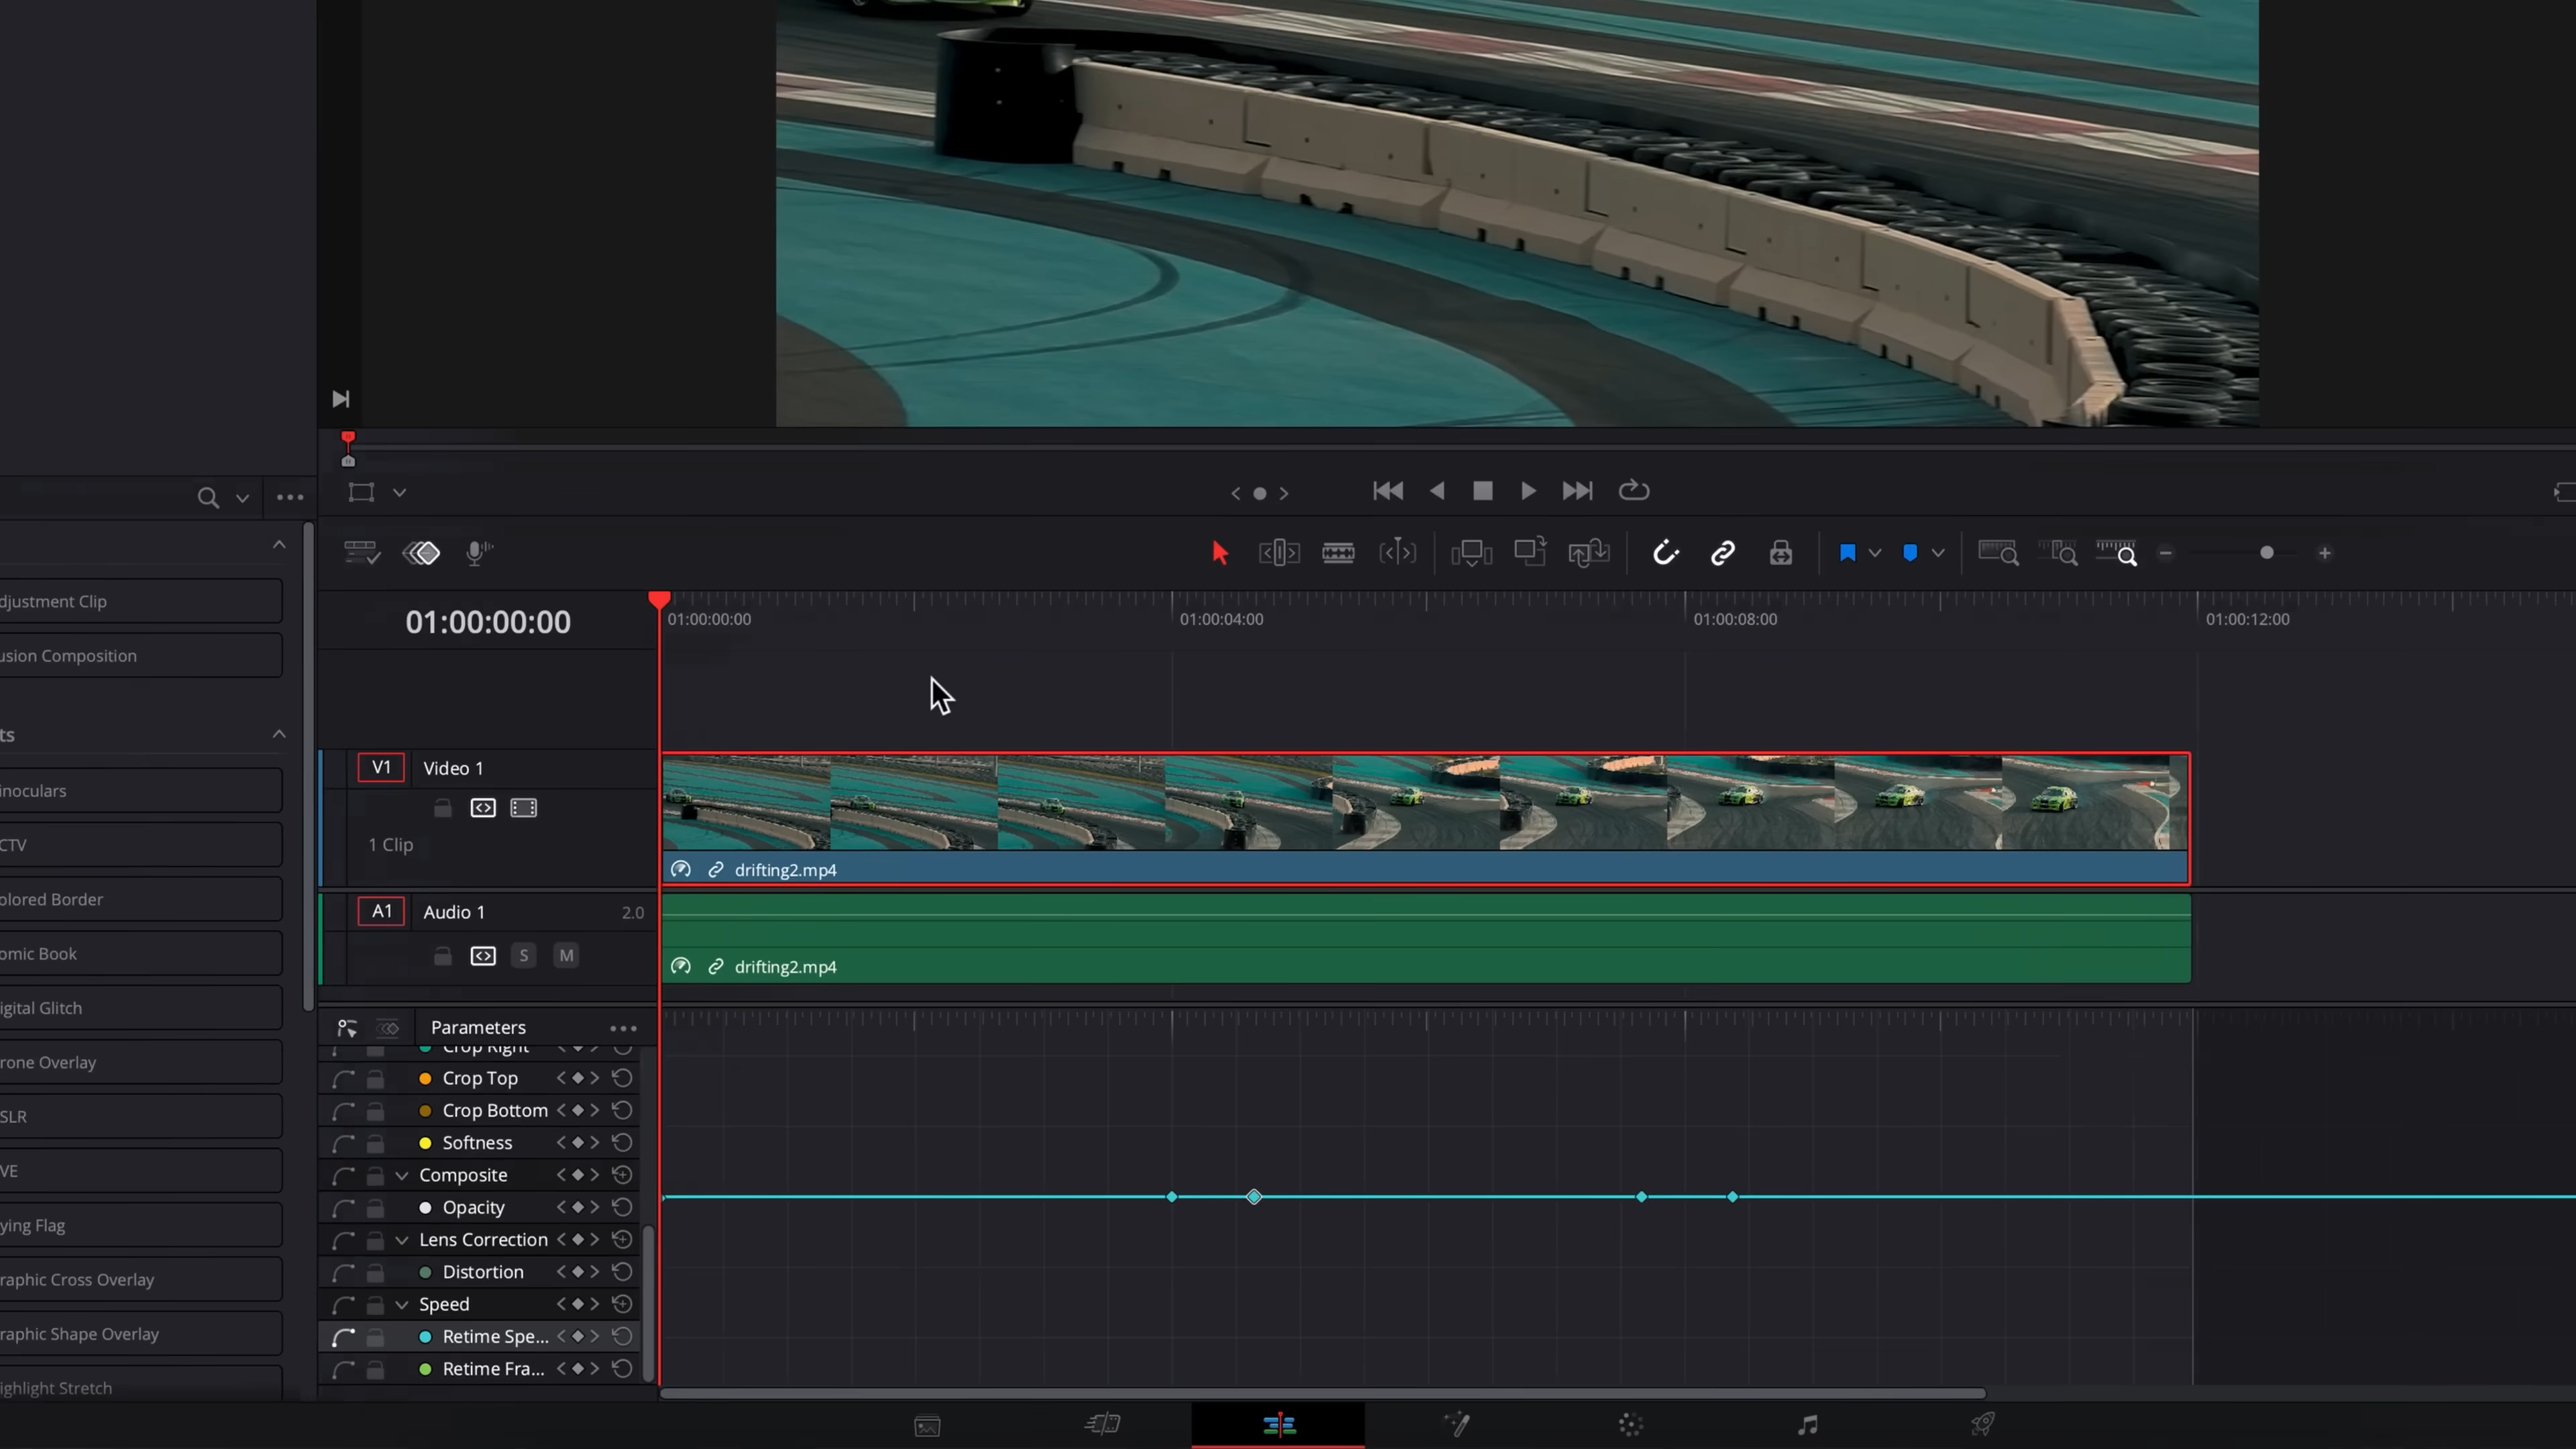 djustment Clip
usion Composition
ts
inoculars
CTV
olored Border
omic Book
igital Glitch
rone Overlay
SLR
VE
ying Flag
raphic Cross Overlay
raphic Shape Overlay
ighlight Stretch
01:00:00:00
01:00:00:00
01:00:04:00
01:00:08:00
01:00:12:00
V1 Video 1
1 Clip
drifting2.mp4
A1 Audio 1 2.0
S M
drifting2.mp4
Parameters
Crop Right
Crop Top
Crop Bottom
Softness
Composite
Opacity
Lens Correction
Distortion
Speed
Retime Spe...
Retime Fra...